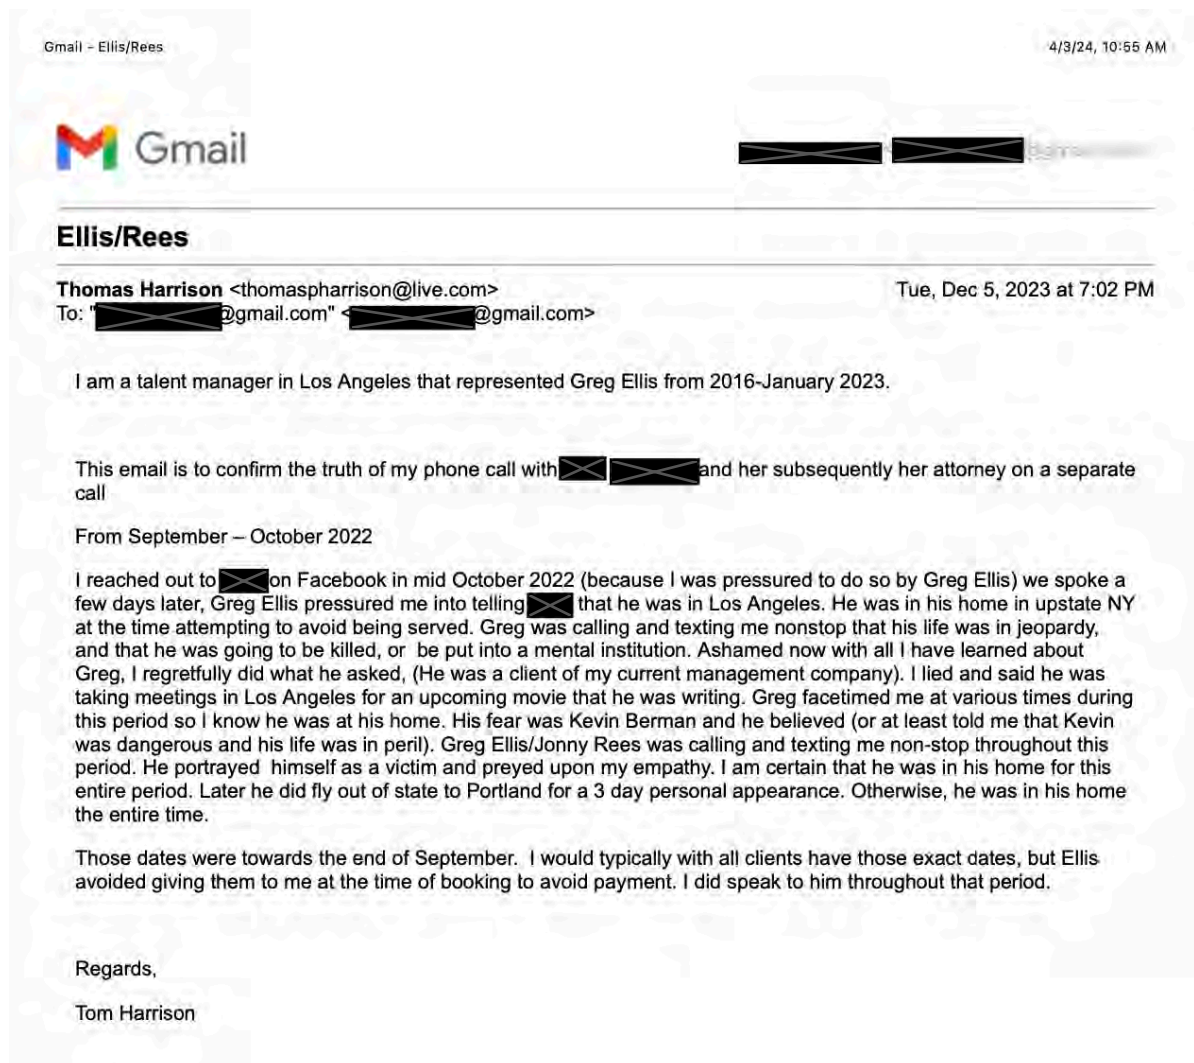 Gmail - Ellis/Rees 4/3/24, 10:55 AM
Gmail
Ellis/Rees
Thomas Harrison <thomaspharrison@live.com> Tue, Dec 5, 2023 at 7:02 PM
To: " @gmail.com" < @gmail.com>
I am a talent manager in Los Angeles that represented Greg Ellis from 2016-January 2023.
This email is to confirm the truth of my phone call with and her subsequently her attorney on a separate
call
From September – October 2022
I reached out to on Facebook in mid October 2022 (because I was pressured to do so by Greg Ellis) we spoke a
few days later, Greg Ellis pressured me into telling that he was in Los Angeles. He was in his home in upstate NY
at the time attempting to avoid being served. Greg was calling and texting me nonstop that his life was in jeopardy,
and that he was going to be killed, or be put into a mental institution. Ashamed now with all I have learned about
Greg, I regretfully did what he asked, (He was a client of my current management company). I lied and said he was
taking meetings in Los Angeles for an upcoming movie that he was writing. Greg facetimed me at various times during
this period so I know he was at his home. His fear was Kevin Berman and he believed (or at least told me that Kevin
was dangerous and his life was in peril). Greg Ellis/Jonny Rees was calling and texting me non-stop throughout this
period. He portrayed himself as a victim and preyed upon my empathy. I am certain that he was in his home for this
entire period. Later he did fly out of state to Portland for a 3 day personal appearance. Otherwise, he was in his home
the entire time.
Those dates were towards the end of September. I would typically with all clients have those exact dates, but Ellis
avoided giving them to me at the time of booking to avoid payment. I did speak to him throughout that period.
Regards,
Tom Harrison